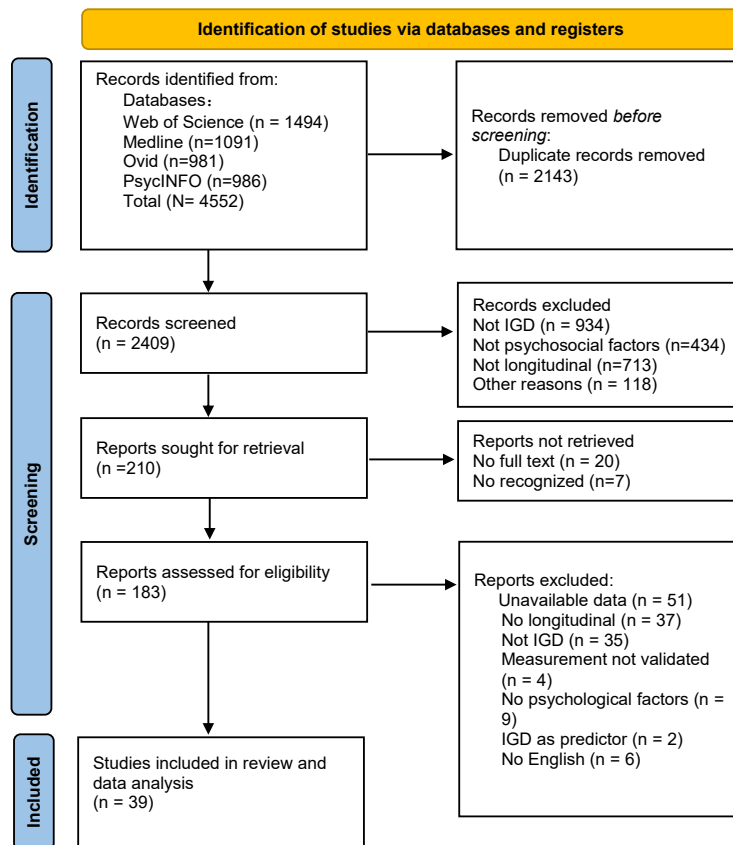 Identification of studies via databases and registers
Identification
Records identified from:
Databases：
Web of Science (n = 1494)
Medline (n=1091)
Ovid (n=981)
PsycINFO (n=986)
Total (N= 4552)
Records removed before
screening:
Duplicate records removed
(n = 2143)
Screening
Records screened
(n = 2409)
Records excluded
Not IGD (n = 934)
Not psychosocial factors (n=434)
Not longitudinal (n=713)
Other reasons (n = 118)
Reports sought for retrieval
(n =210)
Reports not retrieved
No full text (n = 20)
No recognized (n=7)
Reports assessed for eligibility
(n = 183)
Reports excluded:
Unavailable data (n = 51)
No longitudinal (n = 37)
Not IGD (n = 35)
Measurement not validated
(n = 4)
No psychological factors (n =
9)
IGD as predictor (n = 2)
No English (n = 6)
Included
Studies included in review and
data analysis
(n = 39)